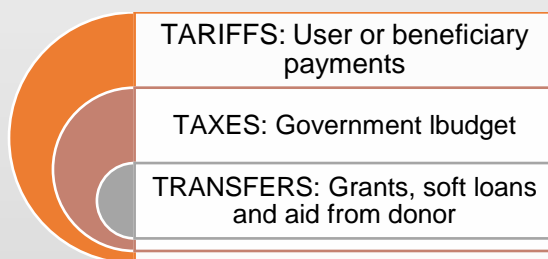 TARIFFS: User or beneficiary
payments
TAXES: Government lbudget
TRANSFERS: Grants, soft loans
and aid from donor